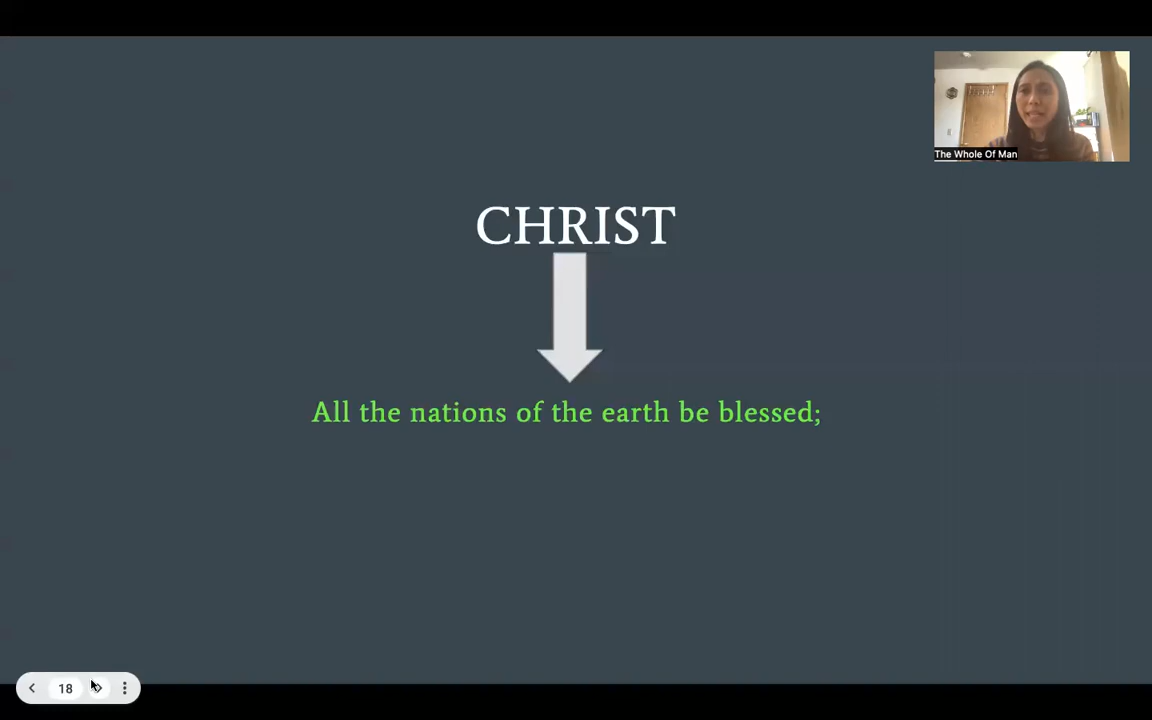 The Whole Of Man
CHRIST
All the nations of the earth be blessed;
18